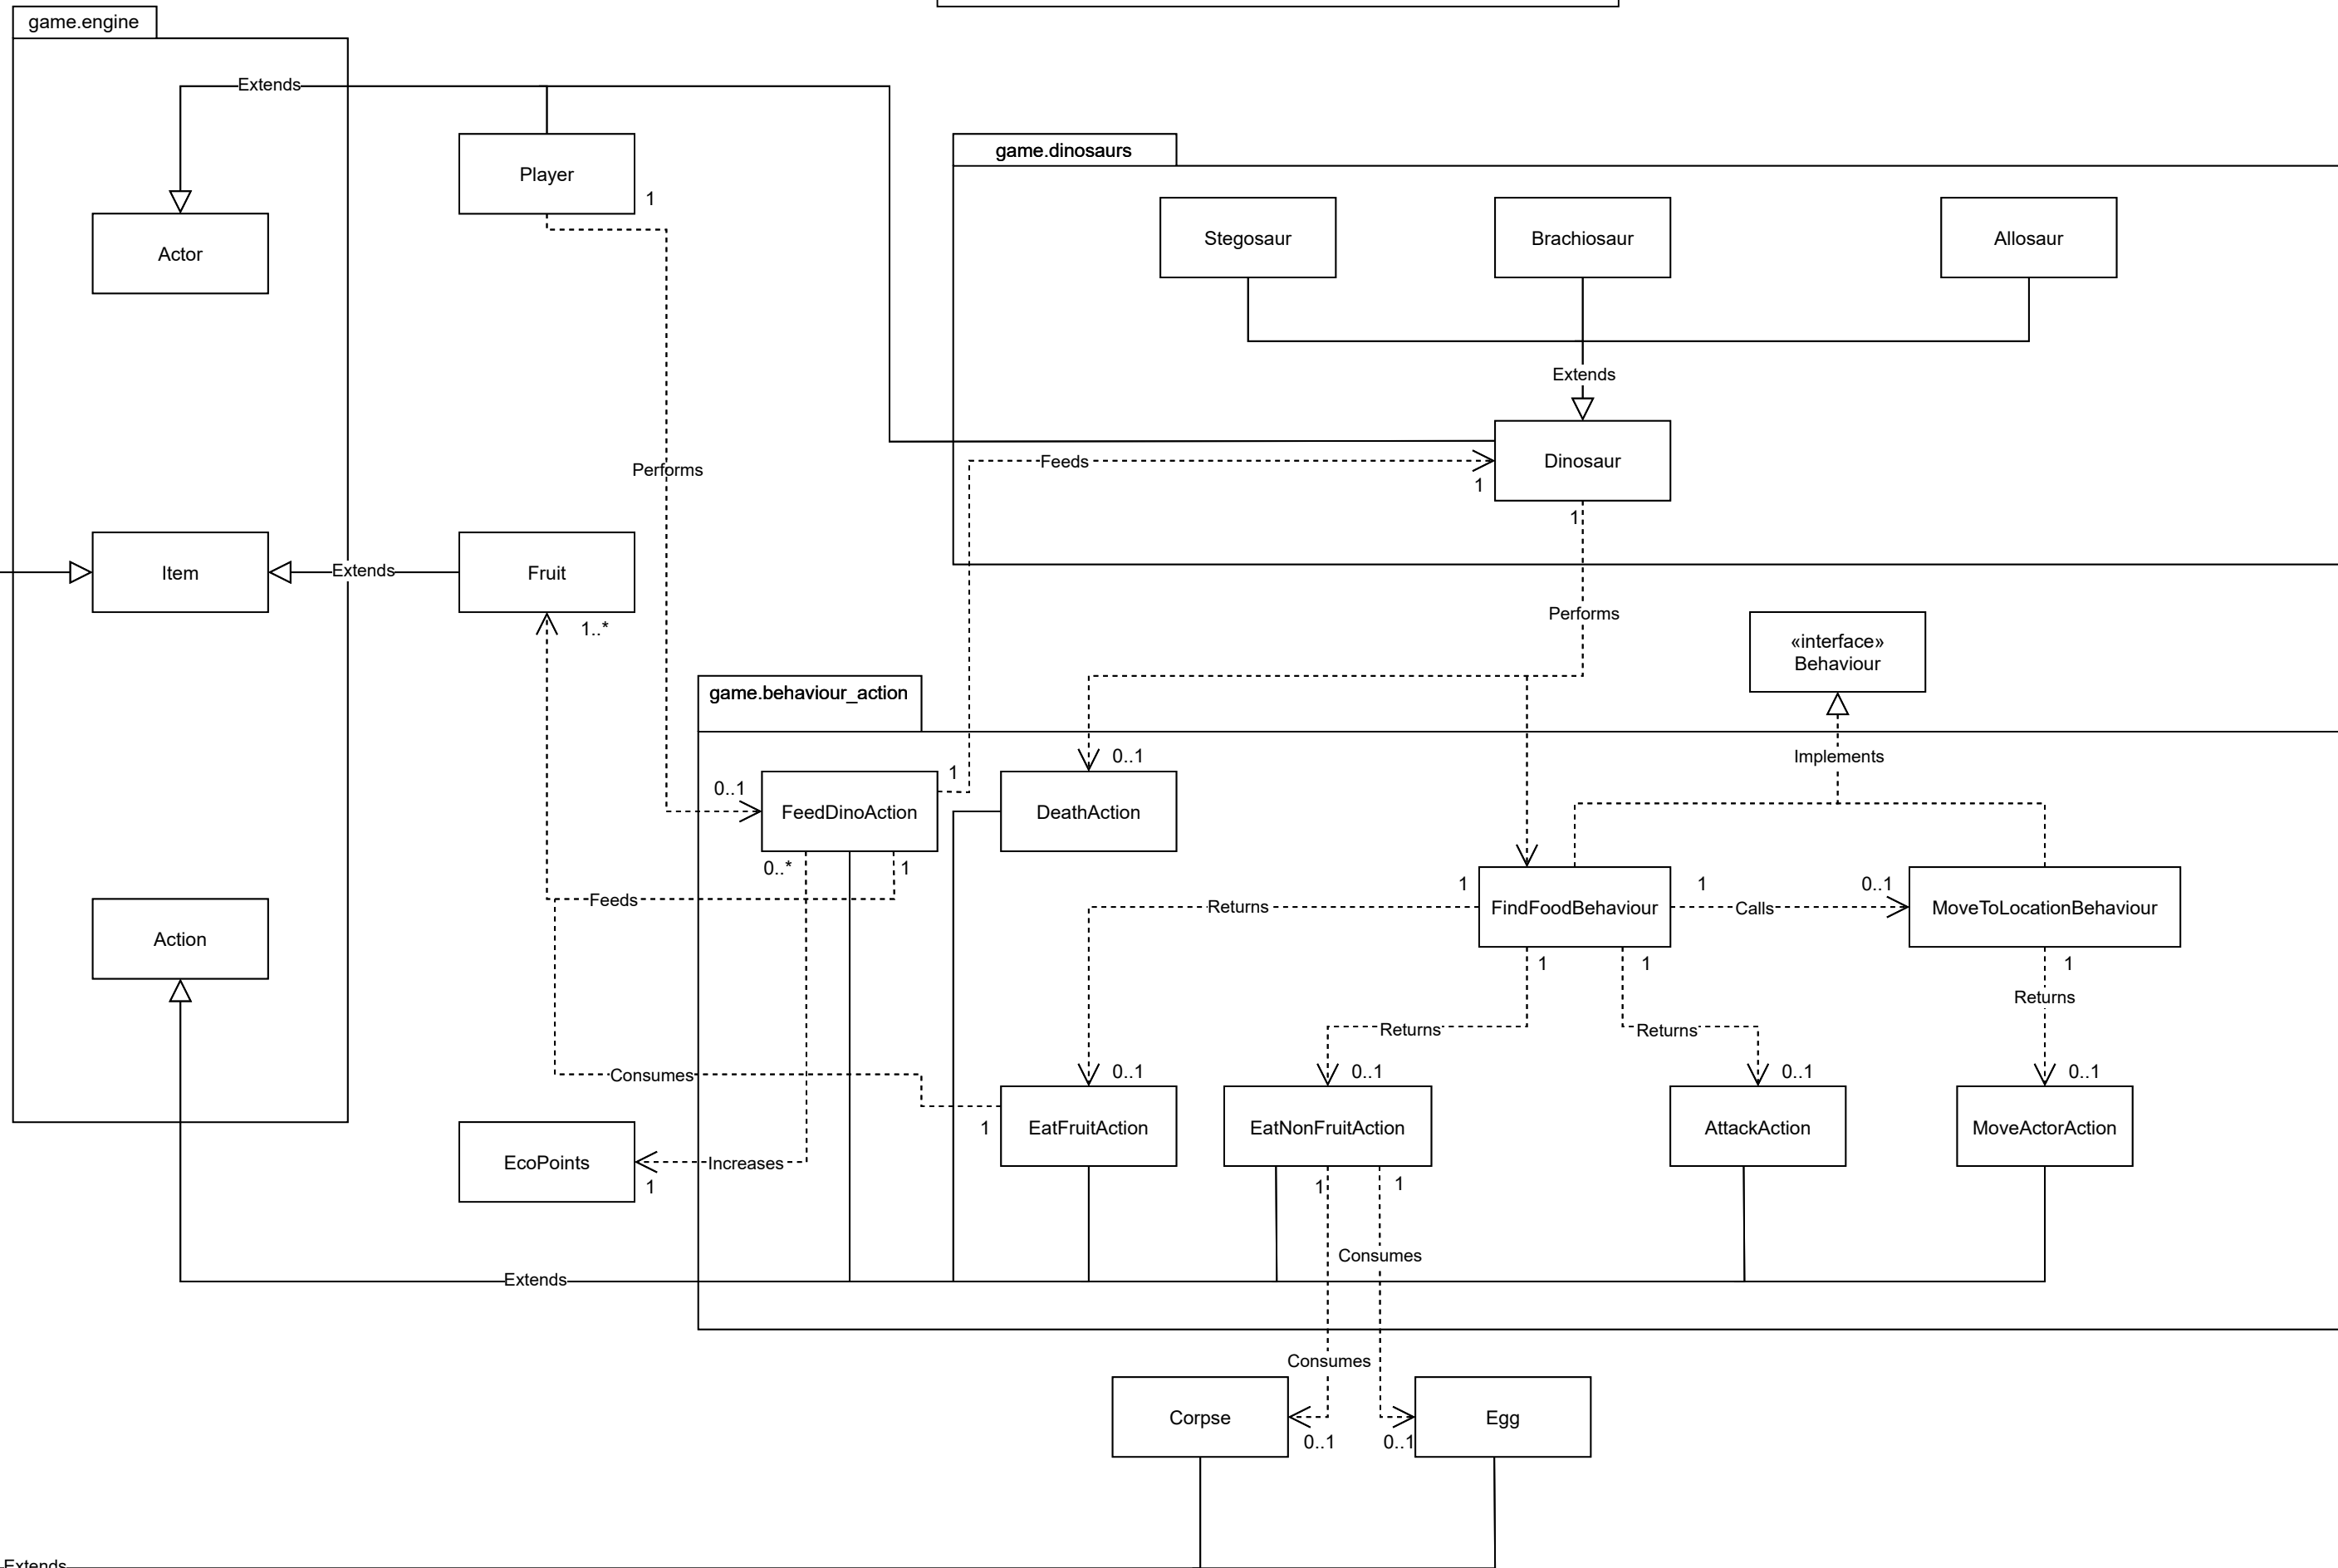 game.engine
Extends
Player
1
game.dinosaurs
Actor
Stegosaur
Brachiosaur
Allosaur
Extends
Performs
Feeds
Dinosaur
1
1
Item
Extends
Fruit
1..*
Performs
«interface»
Behaviour
game.behaviour_action
Implements
0..1
1
0..1
FeedDinoAction
DeathAction
0..*
1
Feeds
Action
1
Returns
FindFoodBehaviour
1
Calls
0..1
MoveToLocationBehaviour
1
1
1
Returns
Returns
Returns
Consumes
0..1
0..1
0..1
0..1
1
EatFruitAction
EatNonFruitAction
AttackAction
MoveActorAction
EcoPoints
Increases
1
1
1
Consumes
Extends
Consumes
Corpse
Egg
0..1
0..1
Extends